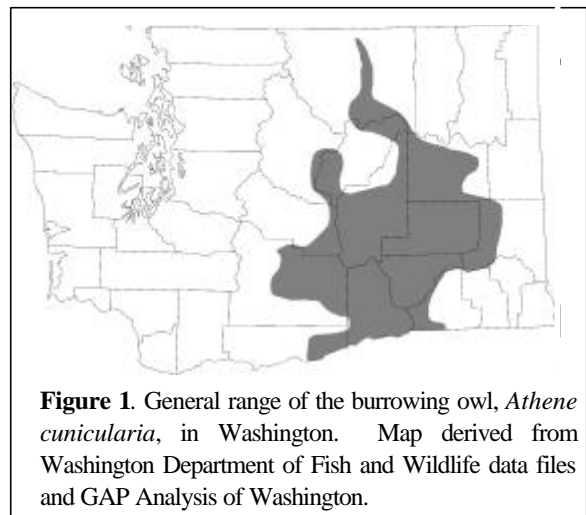 Figure 1. General range of the burrowing owl, Athene
cunicularia, in Washington. Map derived from
Washington Department of Fish and Wildlife data files
and GAP Analysis of Washington.